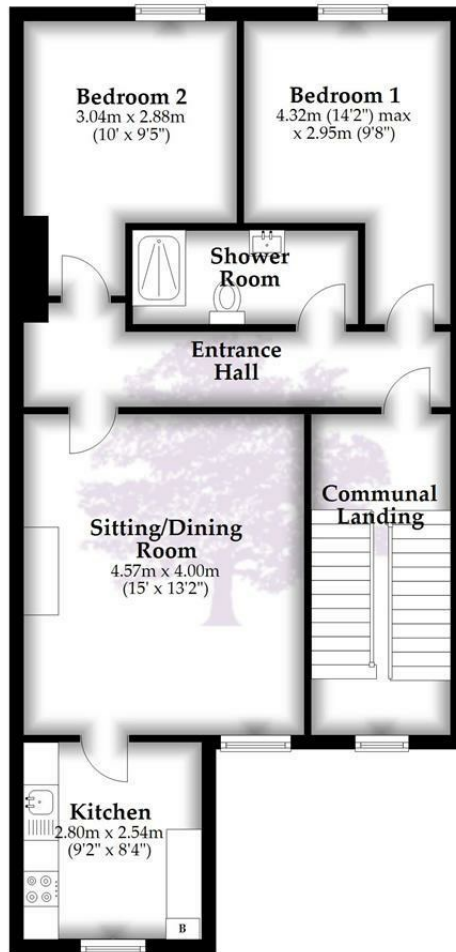 Bedroom 2
3.04m x 2.88m
(10' x 9'5")
Bedroom 1
4.32m (14'2") max
x 2.95m (9'8")
Shower
Room
Entrance
Hall
Sitting/Dining
Room
4.57m x 4.00m
(15' x 13'2")
Communal
Landing
Kitchen
2.80m x 2.54m
(9'2" x 8'4")
B